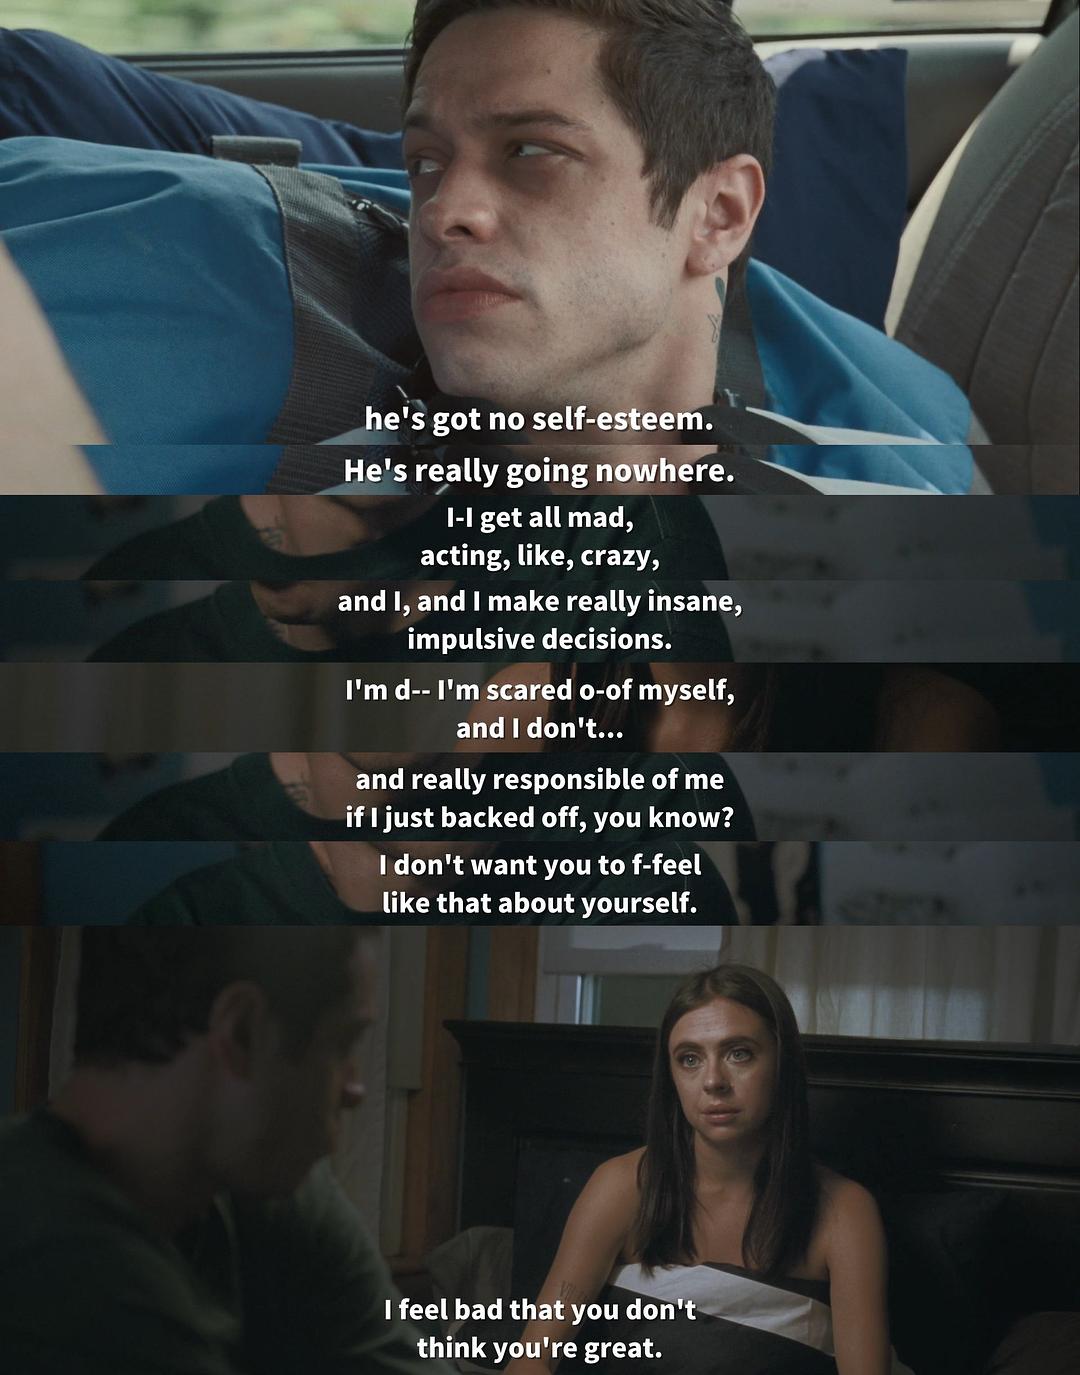 he's got no self-esteem.
He's really going nowhere.
I-I get all mad,
acting, like, crazy,
and I, and I make really insane,
impulsive decisions.
I'm d-- I'm scared o-of myself,
and I don't...
and really responsible of me
if I just backed off, you know?
I don't want you to f-feel
like that about yourself.
I feel bad that you don't
think you're great.